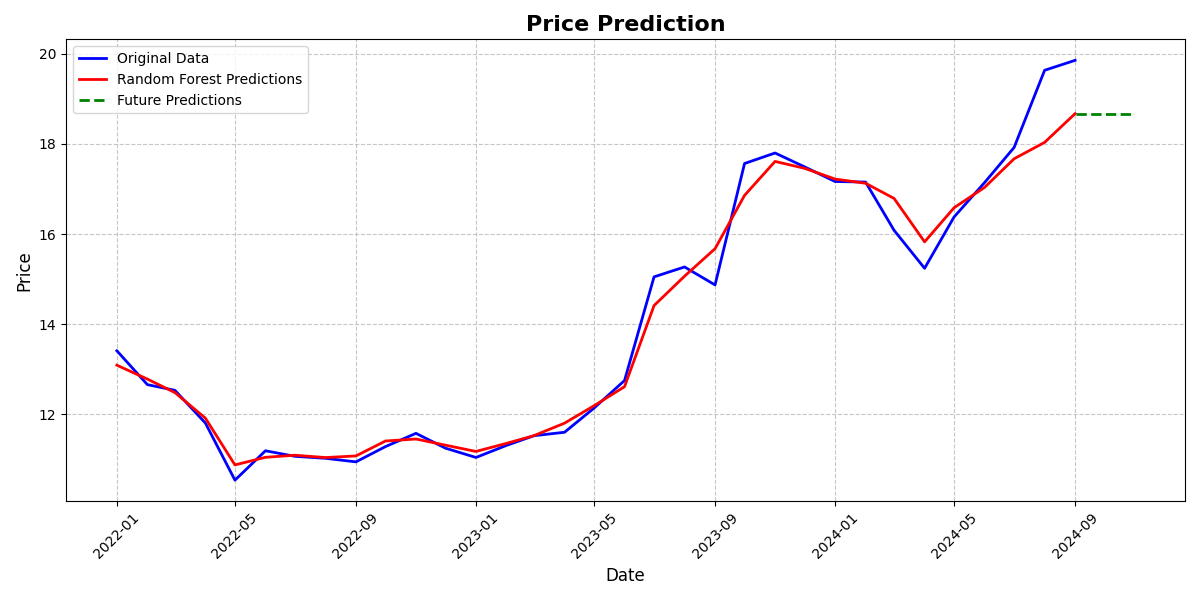 Price Prediction
Original Data
Random Forest Predictions
Future Predictions
Price
20
18
16
14
12
2022-01
2022-05
2022-09
2023-01
2023-05
2023-09
2024-01
2024-05
2024-09
Date